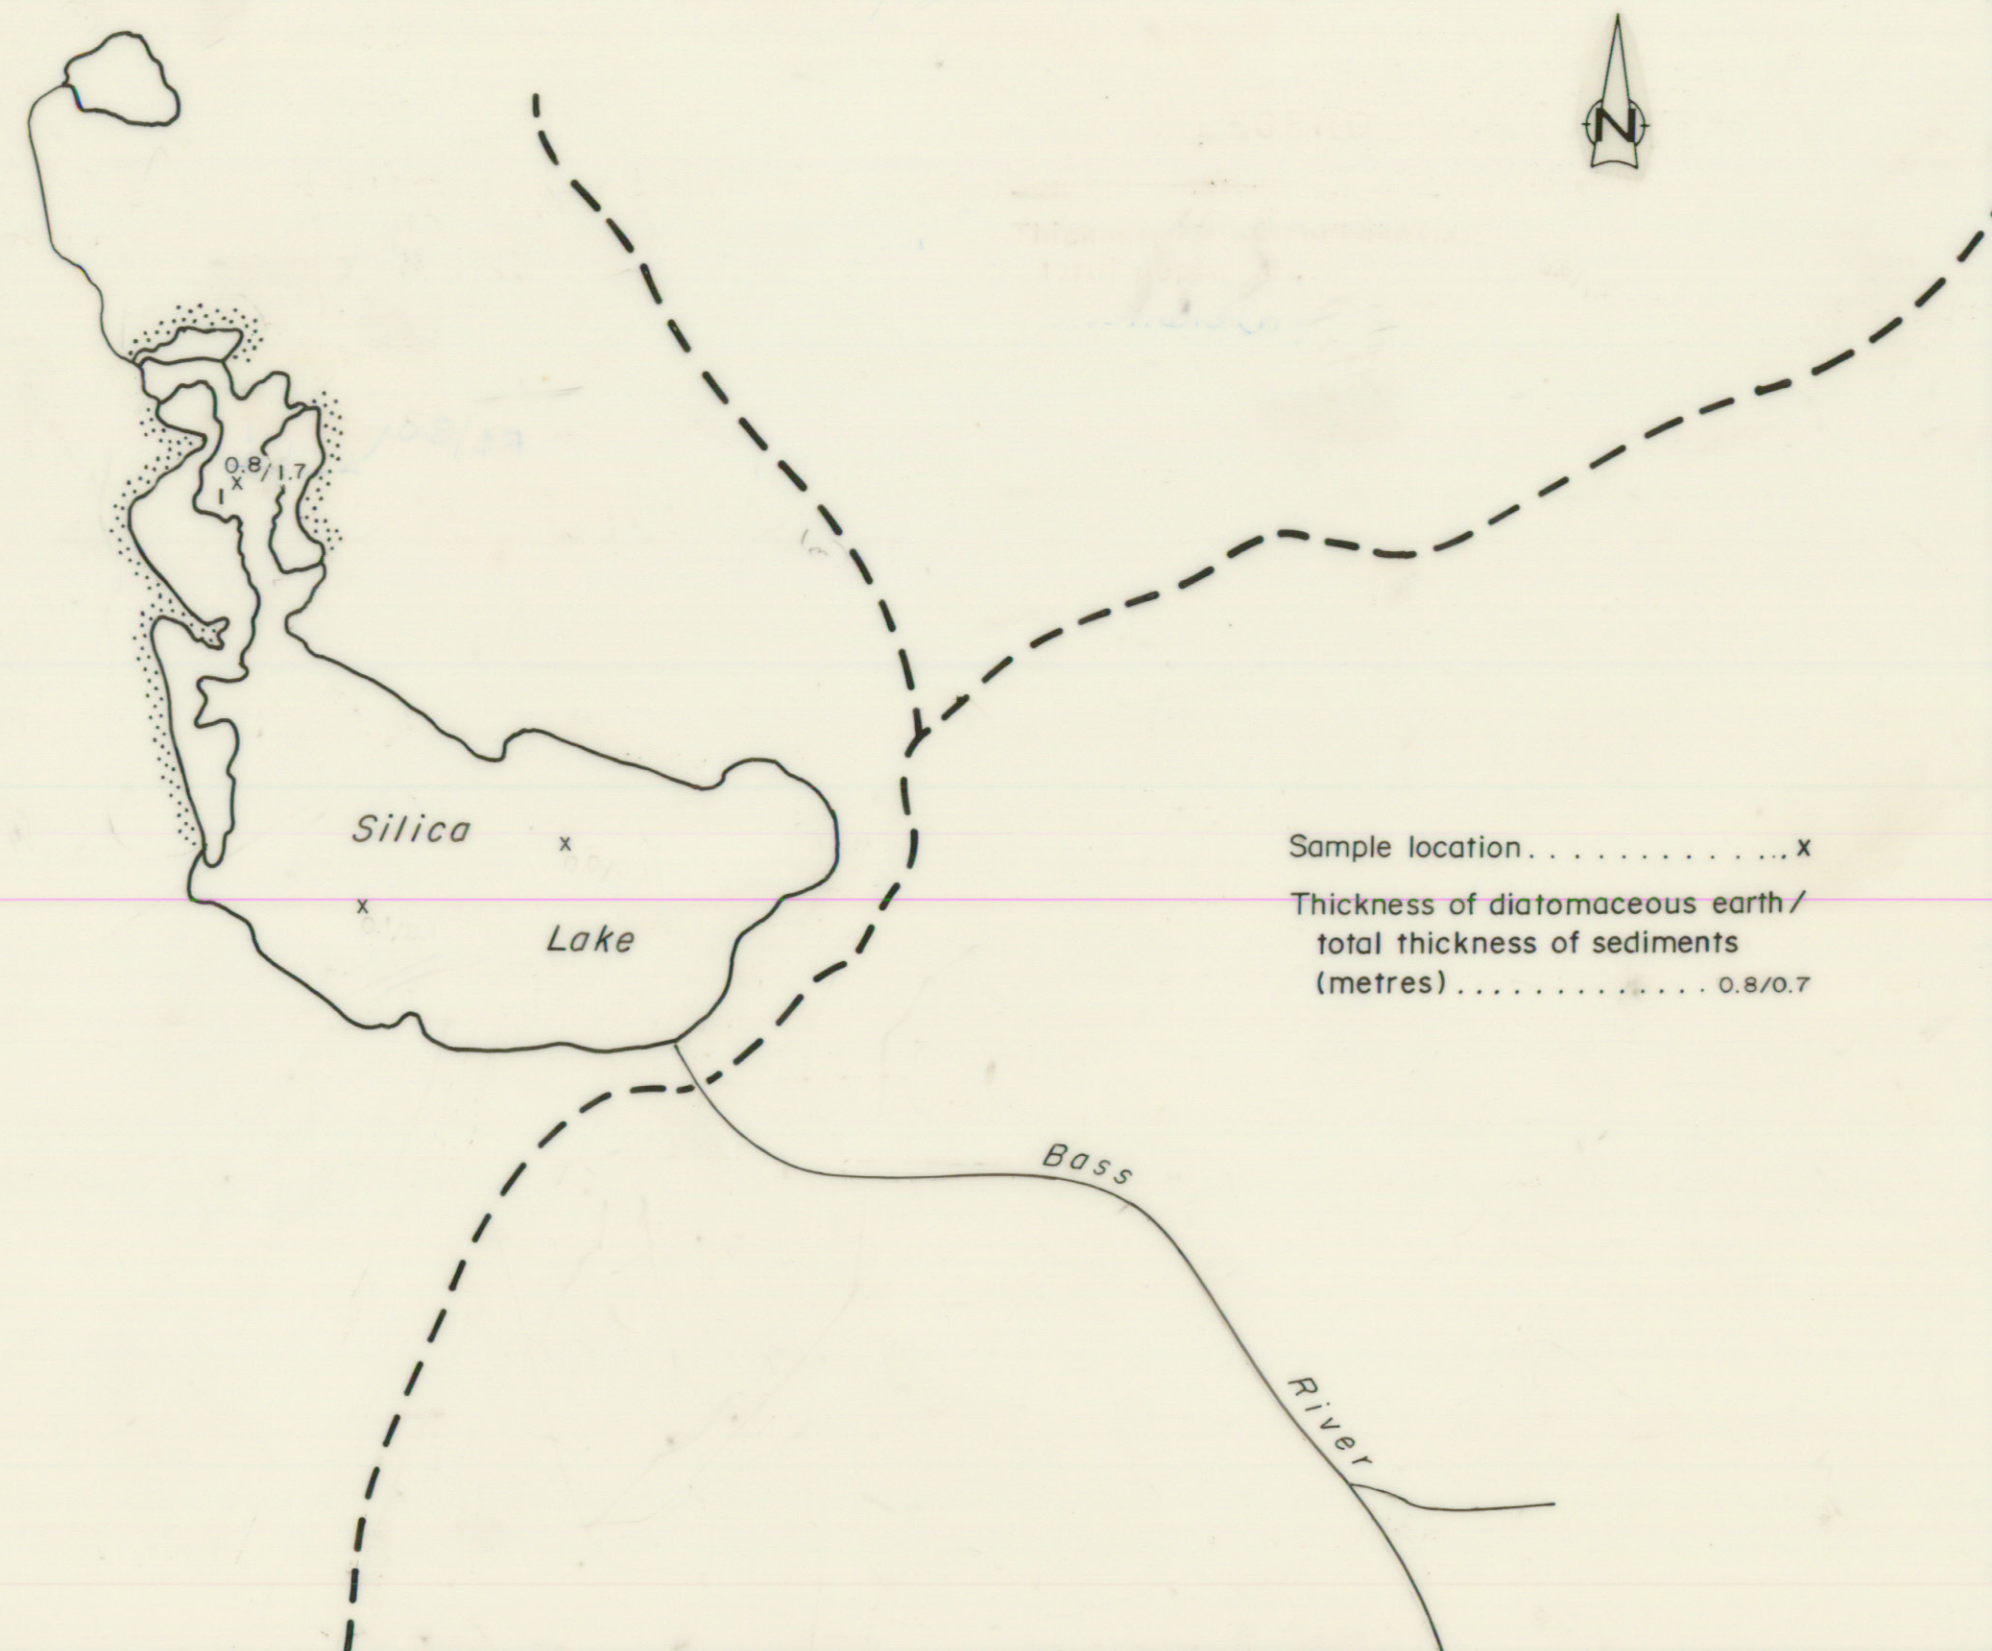 N
0.8/1.7
x
1
Silica
x
x
Lake
Sample location.............. x
Thickness of diatomaceous earth/
total thickness of sediments
(metres).............. 0.8/0.7
Bass
River